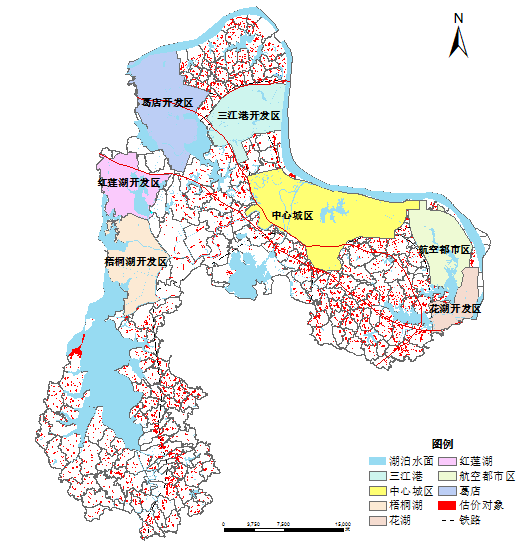 N
葛店开发区
三江港开发区
红莲湖开发区
中心城区
航空都市区
梧桐湖开发区
花湖开发区
图例
湖泊水面 红莲湖
三江港 航空都市区
中心城区 葛店
梧桐湖 估价对象
花湖 铁路
0 3,750 7,500 15,000